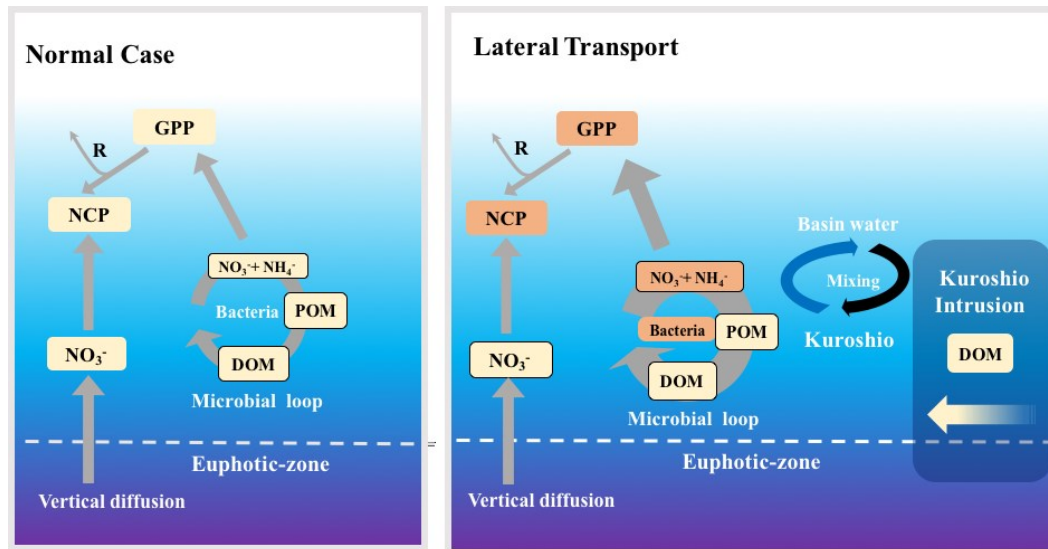 Normal Case
GPP
R
NCP
NO₃⁻+ NH₄⁻
Bacteria
POM
NO₃⁻
DOM
Microbial loop
Euphotic-zone
Vertical diffusion
Lateral Transport
GPP
R
NCP
NO₃⁻+ NH₄⁻
Bacteria
POM
NO₃⁻
DOM
Microbial loop
Basin water
Mixing
Kuroshio
Kuroshio
Intrusion
DOM
Euphotic-zone
Vertical diffusion